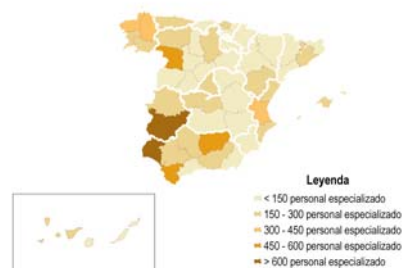 Leyenda
< 150 personal especializado
150 - 300 personal especializado
300 - 450 personal especializado
450 - 600 personal especializado
> 600 personal especializado